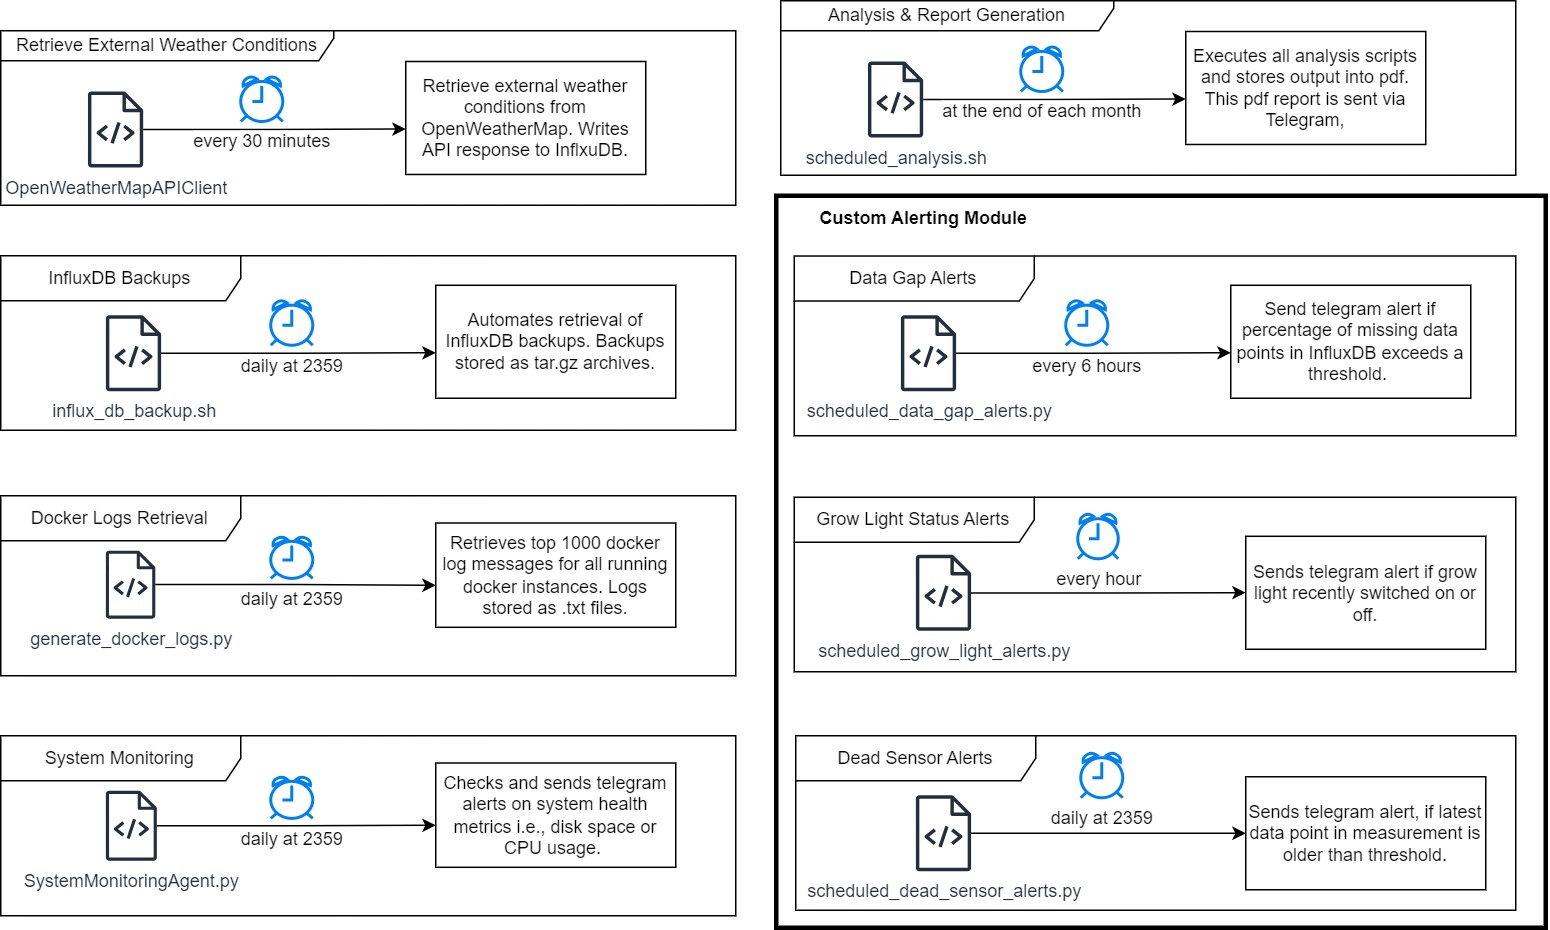 Retrieve External Weather Conditions
every 30 minutes
OpenWeatherMapAPIClient
Retrieve external weather
conditions from
OpenWeatherMap. Writes
API response to InflxuDB.
Analysis & Report Generation
at the end of each month
scheduled_analysis.sh
Executes all analysis scripts
and stores output into pdf.
This pdf report is sent via
Telegram,
InfluxDB Backups
daily at 2359
influx_db_backup.sh
Automates retrieval of
InfluxDB backups. Backups
stored as tar.gz archives.
Docker Logs Retrieval
daily at 2359
generate_docker_logs.py
Retrieves top 1000 docker
log messages for all running
docker instances. Logs
stored as .txt files.
System Monitoring
daily at 2359
SystemMonitoringAgent.py
Checks and sends telegram
alerts on system health
metrics i.e., disk space or
CPU usage.
Custom Alerting Module
Data Gap Alerts
every 6 hours
scheduled_data_gap_alerts.py
Send telegram alert if
percentage of missing data
points in InfluxDB exceeds a
threshold.
Grow Light Status Alerts
every hour
scheduled_grow_light_alerts.py
Sends telegram alert if grow
light recently switched on or
off.
Dead Sensor Alerts
daily at 2359
scheduled_dead_sensor_alerts.py
Sends telegram alert, if latest
data point in measurement is
older than threshold.